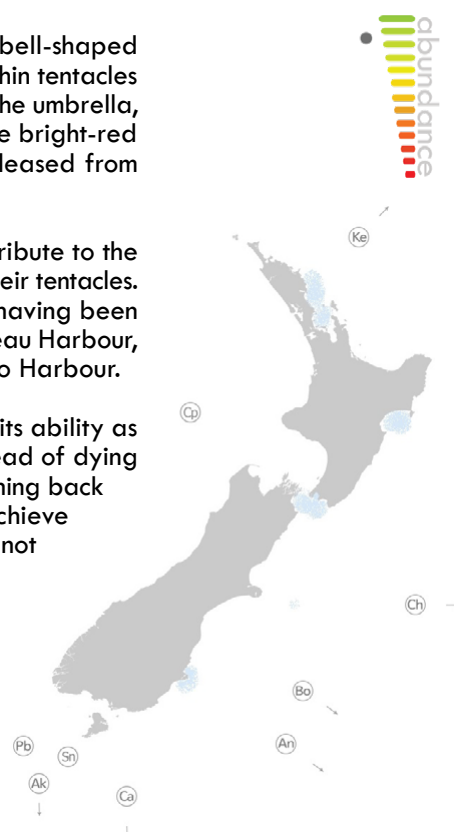 bell-shaped
thin tentacles
he umbrella,
e bright-red
leased from
ribute to the
eir tentacles.
having been
eau Harbour,
o Harbour.
its ability as
ead of dying
ning back
chieve
not
abundance
Ke
Cp
Ch
Bo
An
Pb
Sn
Ak
Ca